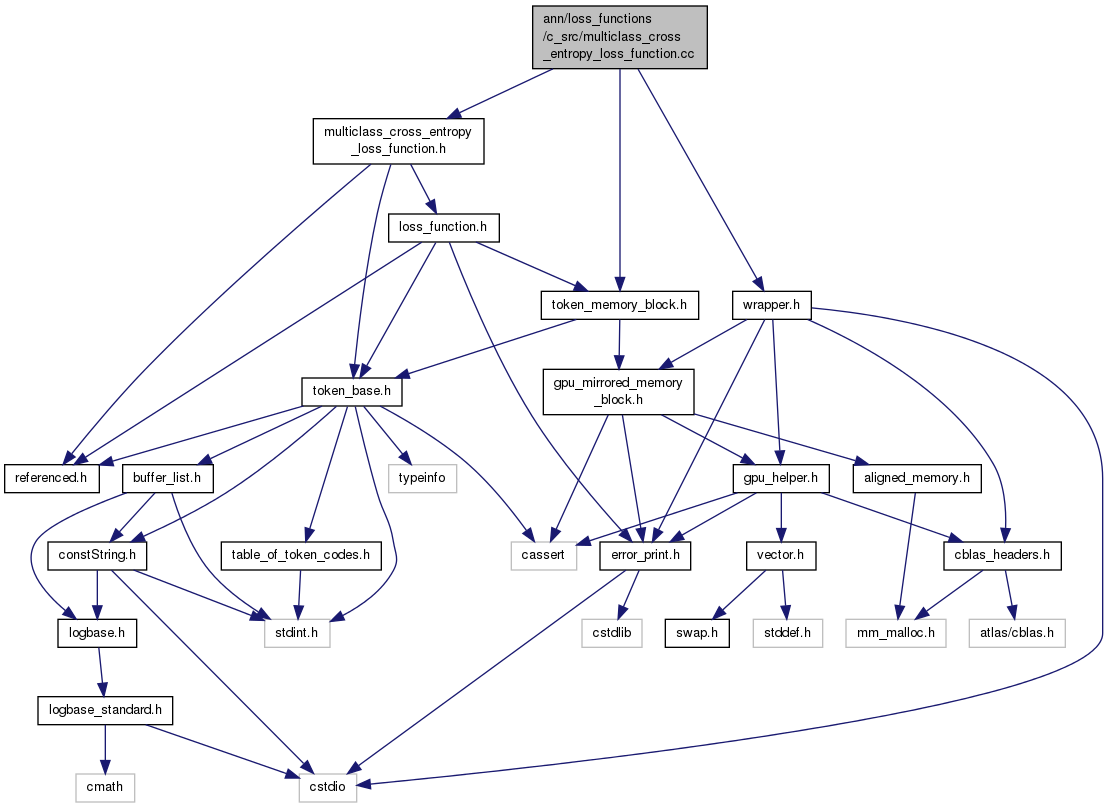 ann/loss_functions
/c_src/multiclass_cross
_entropy_loss_function.cc
multiclass_cross_entropy
_loss_function.h
loss_function.h
token_memory_block.h
wrapper.h
token_base.h
gpu_mirrored_memory
_block.h
referenced.h
buffer_list.h
typeinfo
gpu_helper.h
aligned_memory.h
constString.h
table_of_token_codes.h
cassert
error_print.h
vector.h
cblas_headers.h
logbase.h
stdint.h
cstdlib
swap.h
stddef.h
mm_malloc.h
atlas/cblas.h
logbase_standard.h
cmath
cstdio